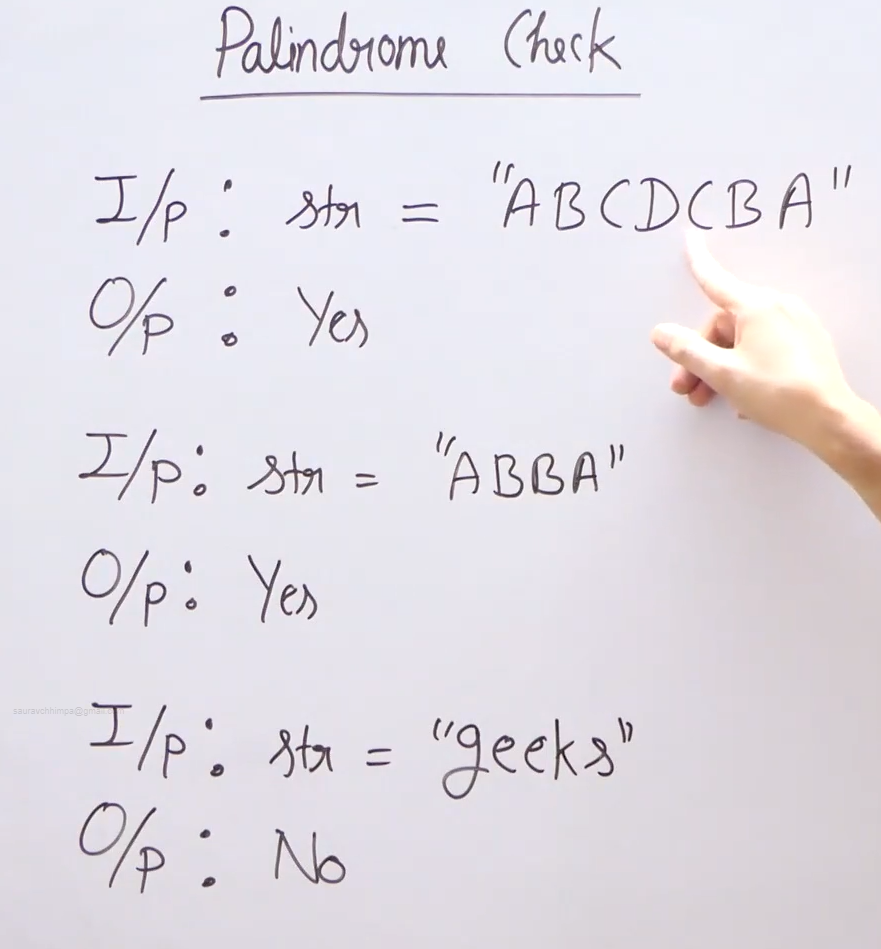 Palindrome Check
I/p : str = "ABCDCBA"
O/p : Yes
I/p : str = "ABBA"
O/p : Yes
I/p : str = "geeks"
O/p : No